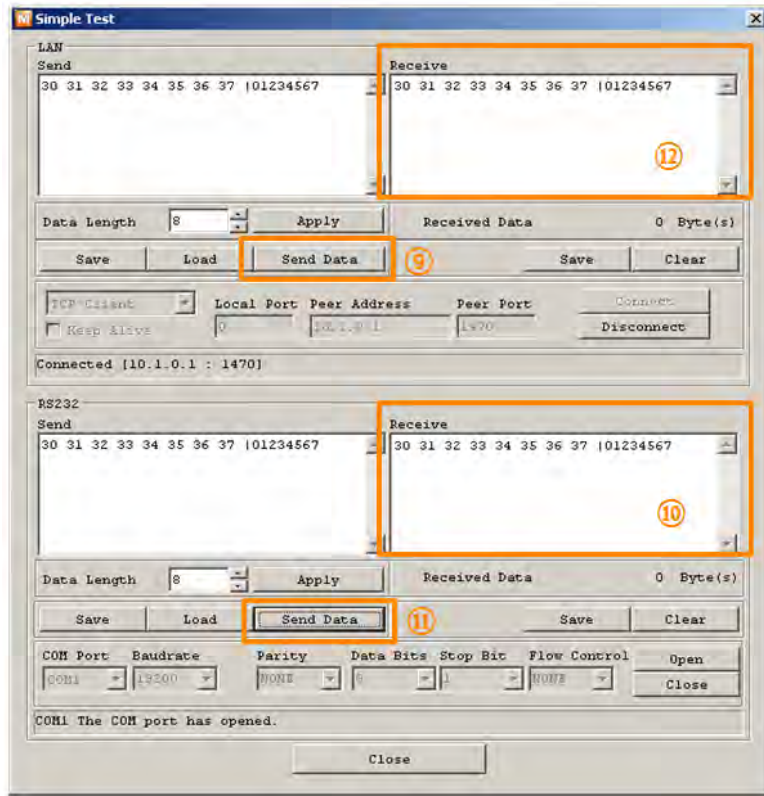 Simple Test
LAN
Send
Receive
30 31 32 33 34 35 36 37 |01234567
30 31 32 33 34 35 36 37 |01234567
⑫
Data Length 8 Apply Received Data 0 Byte(s)
Save Load Send Data ⑨ Save Clear
TCP Client Local Port Peer Address Peer Port Connect
Keep Alive 0 10.1.0.1 1470 Disconnect
Connected [10.1.0.1 : 1470]
RS232
Send
Receive
30 31 32 33 34 35 36 37 |01234567
30 31 32 33 34 35 36 37 |01234567
⑩
Data Length 8 Apply Received Data 0 Byte(s)
Save Load Send Data ⑪ Save Clear
COM Port Baudrate Parity Data Bits Stop Bit Flow Control Open
COM1 19200 NONE 8 1 NONE Close
COM1 The COM port has opened.
Close